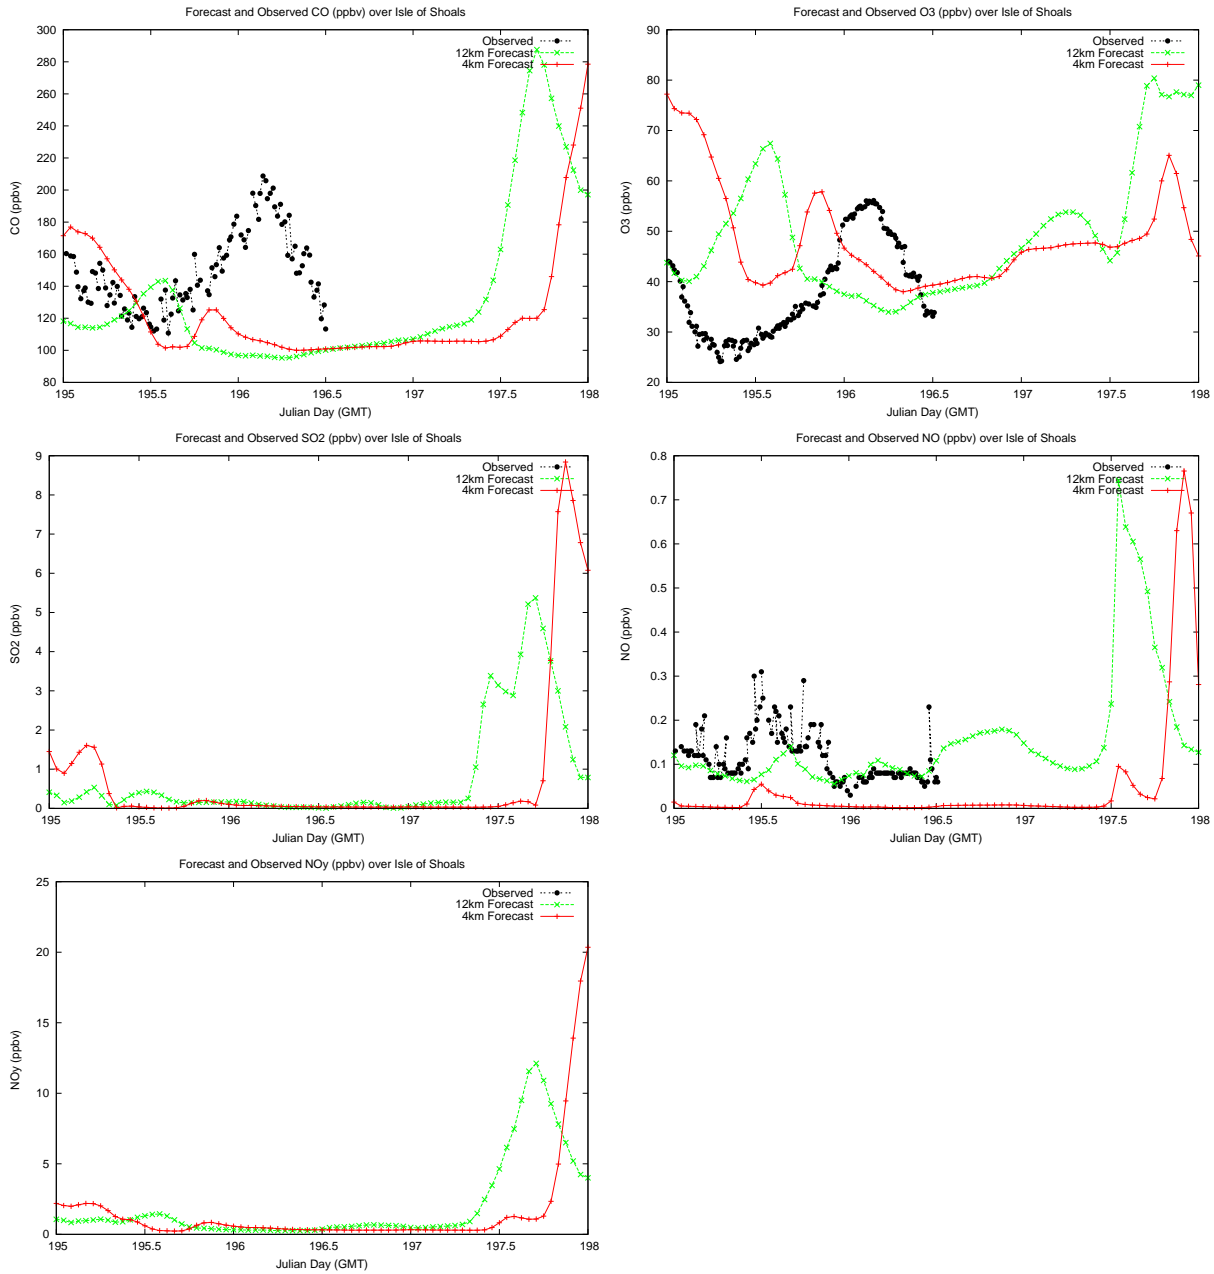 Forecast and Observed CO (ppbv) over Isle of Shoals
300
280
260
240
220
200
180
160
140
120
100
80
CO (ppbv)
Observed
12km Forecast
4km Forecast
195 195.5 196 196.5 197 197.5 198
Julian Day (GMT)
Forecast and Observed O3 (ppbv) over Isle of Shoals
90
80
70
60
50
40
30
20
O3 (ppbv)
Observed
12km Forecast
4km Forecast
195 195.5 196 196.5 197 197.5 198
Julian Day (GMT)
Forecast and Observed SO2 (ppbv) over Isle of Shoals
9
8
7
6
5
4
3
2
1
0
SO2 (ppbv)
Observed
12km Forecast
4km Forecast
195 195.5 196 196.5 197 197.5 198
Julian Day (GMT)
Forecast and Observed NO (ppbv) over Isle of Shoals
0.8
0.7
0.6
0.5
0.4
0.3
0.2
0.1
0
NO (ppbv)
Observed
12km Forecast
4km Forecast
195 195.5 196 196.5 197 197.5 198
Julian Day (GMT)
Forecast and Observed NOy (ppbv) over Isle of Shoals
25
20
15
10
5
0
NOy (ppbv)
Observed
12km Forecast
4km Forecast
195 195.5 196 196.5 197 197.5 198
Julian Day (GMT)